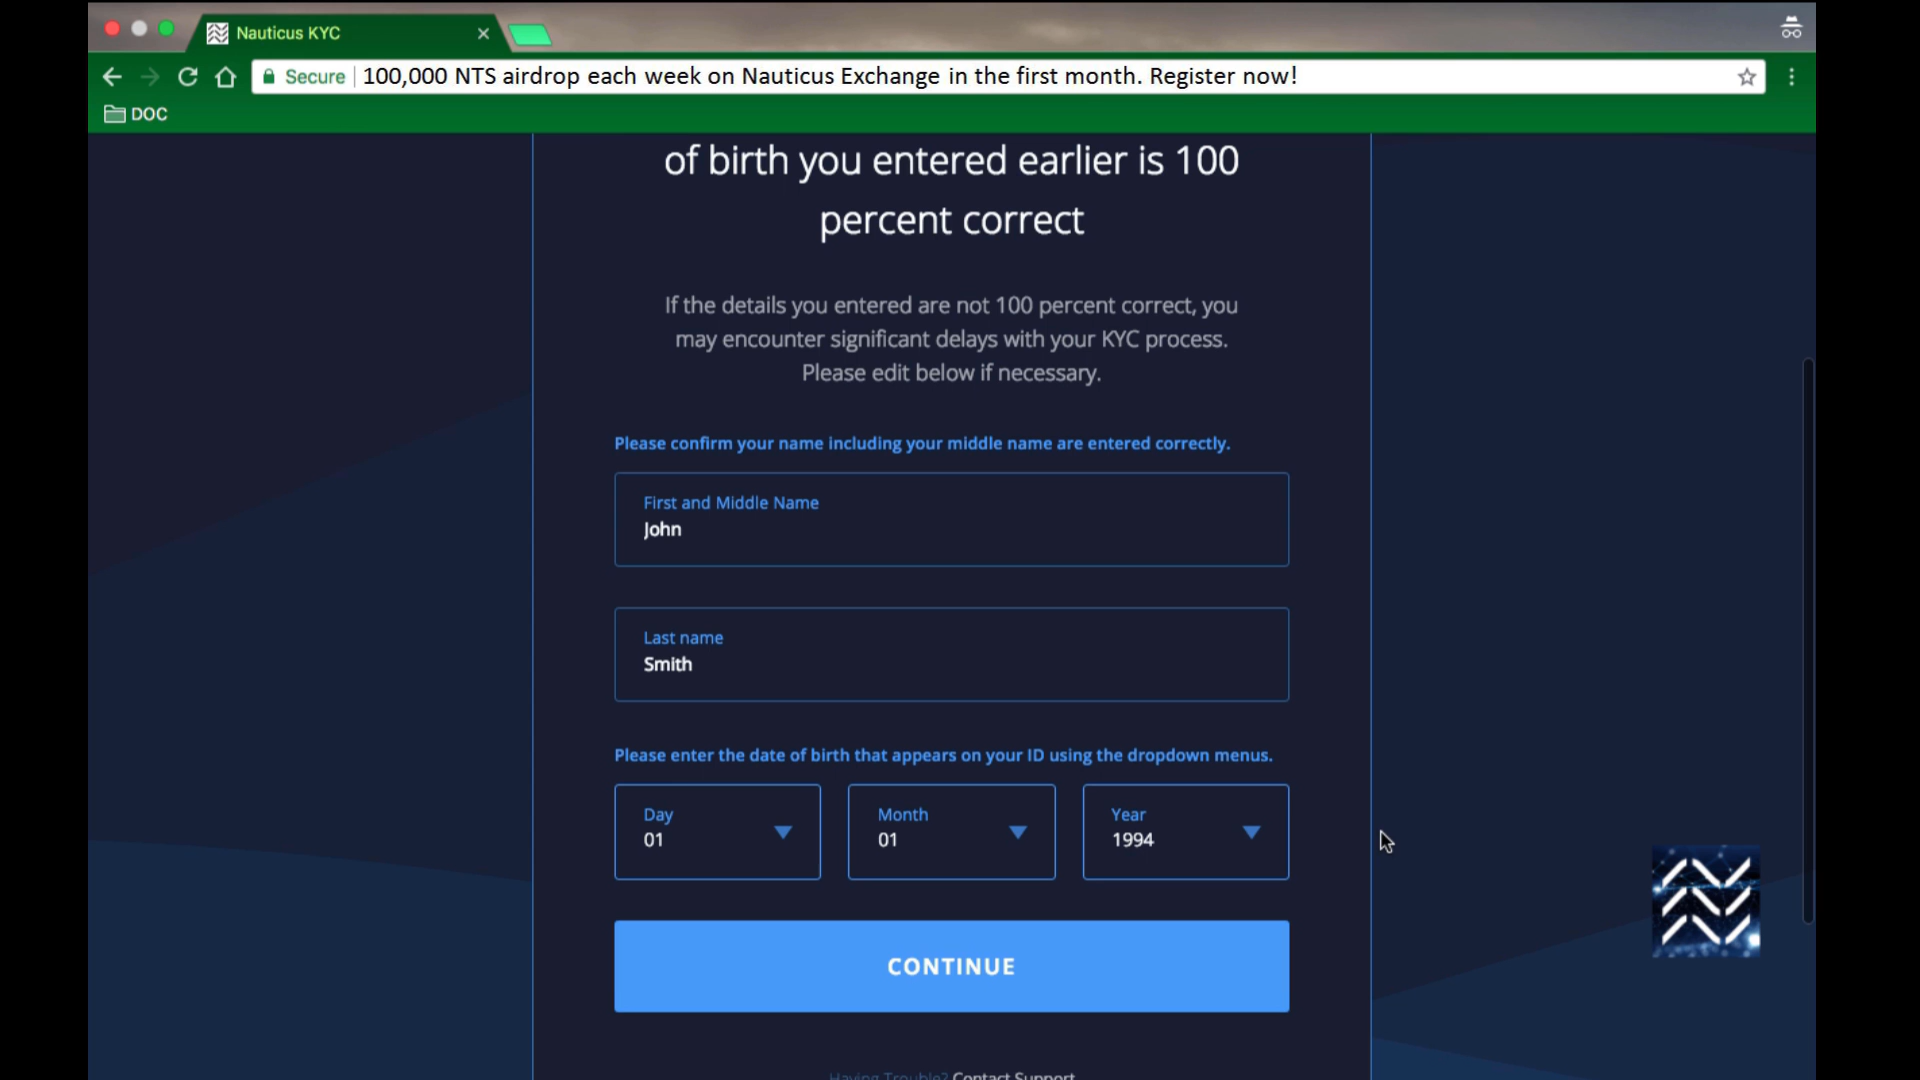 Nauticus KYC
Secure 100,000 NTS airdrop each week on Nauticus Exchange in the first month. Register now!
DOC
of birth you entered earlier is 100
percent correct
If the details you entered are not 100 percent correct, you
may encounter significant delays with your KYC process.
Please edit below if necessary.
Please confirm your name including your middle name are entered correctly.
First and Middle Name
John
Last name
Smith
Please enter the date of birth that appears on your ID using the dropdown menus.
Day Month Year
01 01 1994
CONTINUE
Having Trouble? Contact Support